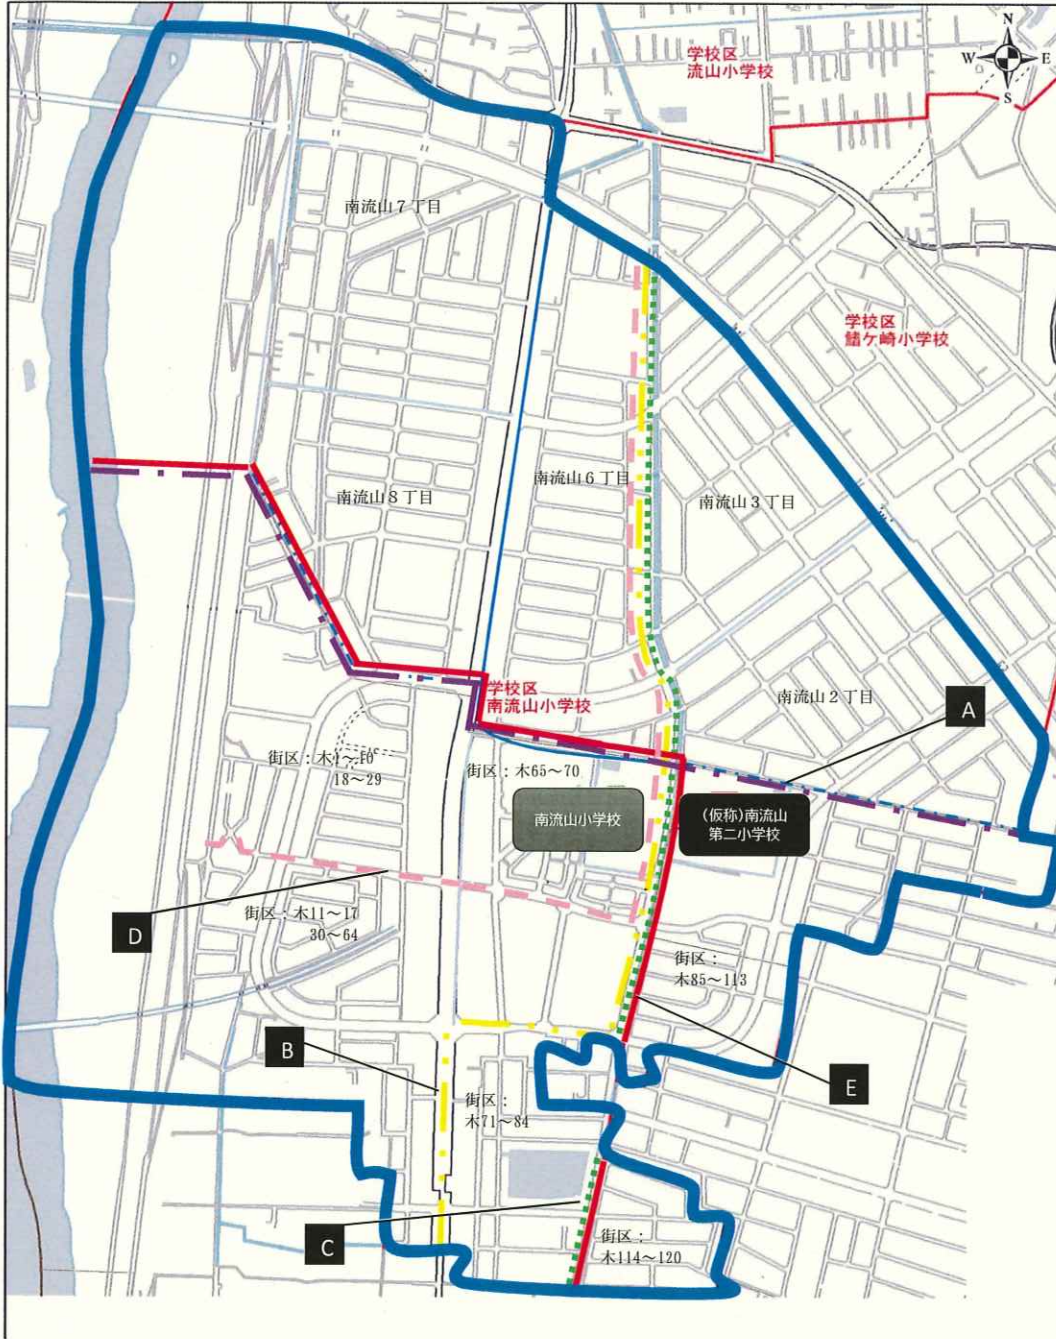 N
W
E
S
学校区
流山小学校
南流山7丁目
学校区
鰭ケ崎小学校
南流山8丁目
南流山6丁目
南流山3丁目
南流山2丁目
A
学校区
南流山小学校
街区：木1～10
18～29
街区：木65～70
南流山小学校
(仮称)南流山
第二小学校
D
街区：木11～17
30～64
街区：
木85～113
B
E
街区：
木71～84
C
街区：
木114～120